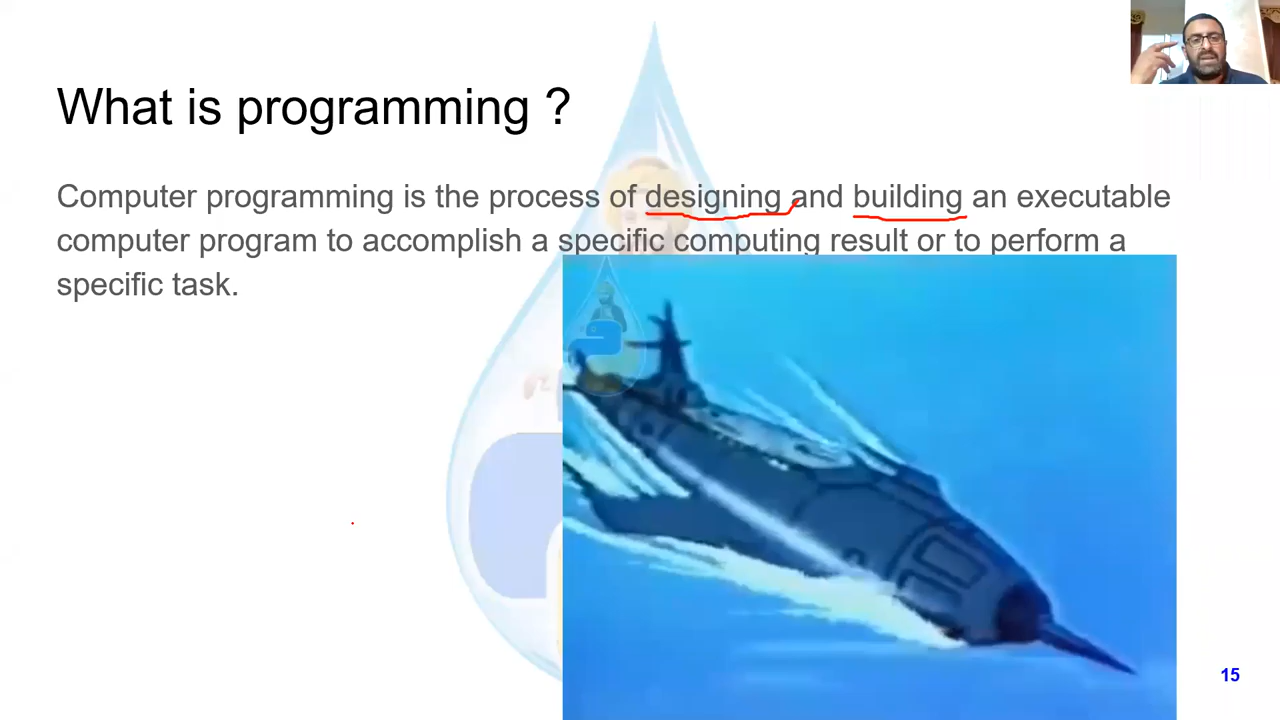 What is programming ?
Computer programming is the process of designing and building an executable
computer program to accomplish a specific computing result or to perform a
specific task.
15